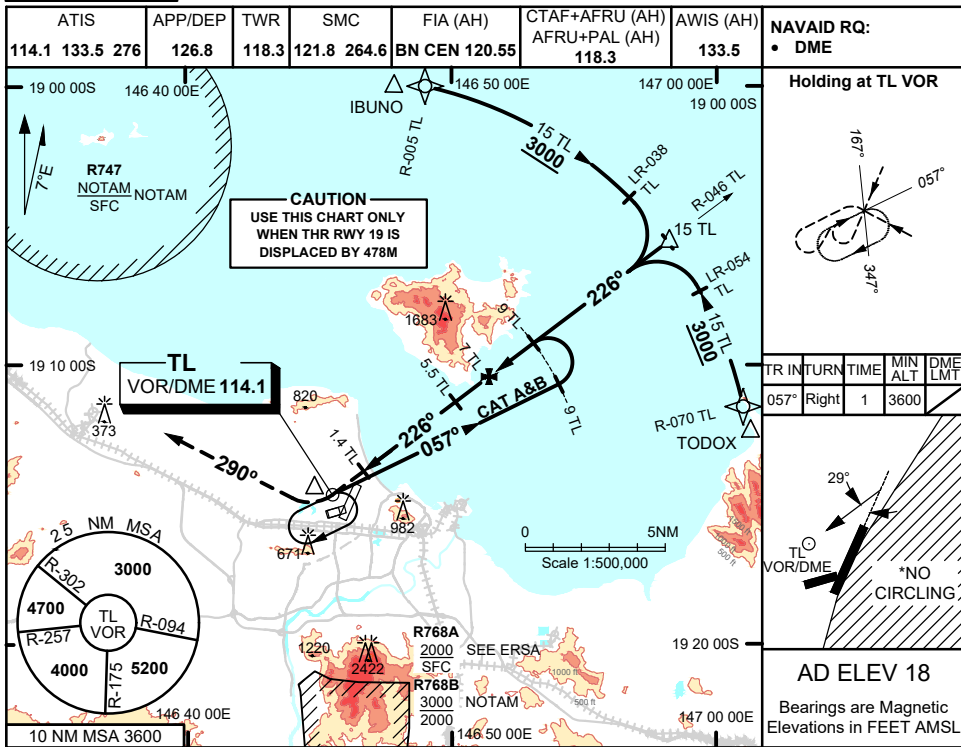 ATIS
114.1 133.5 276
APP/DEP
126.8
TWR
118.3
SMC
121.8 264.6
FIA (AH)
BN CEN 120.55
CTAF+AFRU (AH)
AFRU+PAL (AH)
118.3
AWIS (AH)
133.5
NAVAID RQ:
• DME
19 00 00S
146 40 00E
146 50 00E
147 00 00E
19 00 00S
IBUNO
R-005 TL
15 TL
3000
LR-038
TL
R-046 TL
15 TL
7°E
R747
NOTAM
SFC
NOTAM
CAUTION
USE THIS CHART ONLY
WHEN THR RWY 19 IS
DISPLACED BY 478M
LR-054
TL
226°
15 TL
3000
1683
9 TL
7 TL
5.5 TL
19 10 00S
TL
VOR/DME 114.1
820
373
CAT A&B
9 TL
R-070 TL
TODOX
226°
057°
1.4 TL
290°
982
671
0
5NM
Scale 1:500,000
1500 ft
1000 ft
500 ft
25 NM MSA
3000
R-302
4700
TL
VOR
R-094
R-257
4000
R-175
5200
1220
2422
R768A
2000
SFC
SEE ERSA
R768B
3000
2000
NOTAM
1000 ft
500 ft
19 20 00S
146 40 00E
146 50 00E
147 00 00E
10 NM MSA 3600
Holding at TL VOR
167°
057°
347°
TR IN
TURN
TIME
MIN
ALT
DME
LMT
057°
Right
1
3600
29°
TL
VOR/DME
*NO
CIRCLING
AD ELEV 18
Bearings are Magnetic
Elevations in FEET AMSL